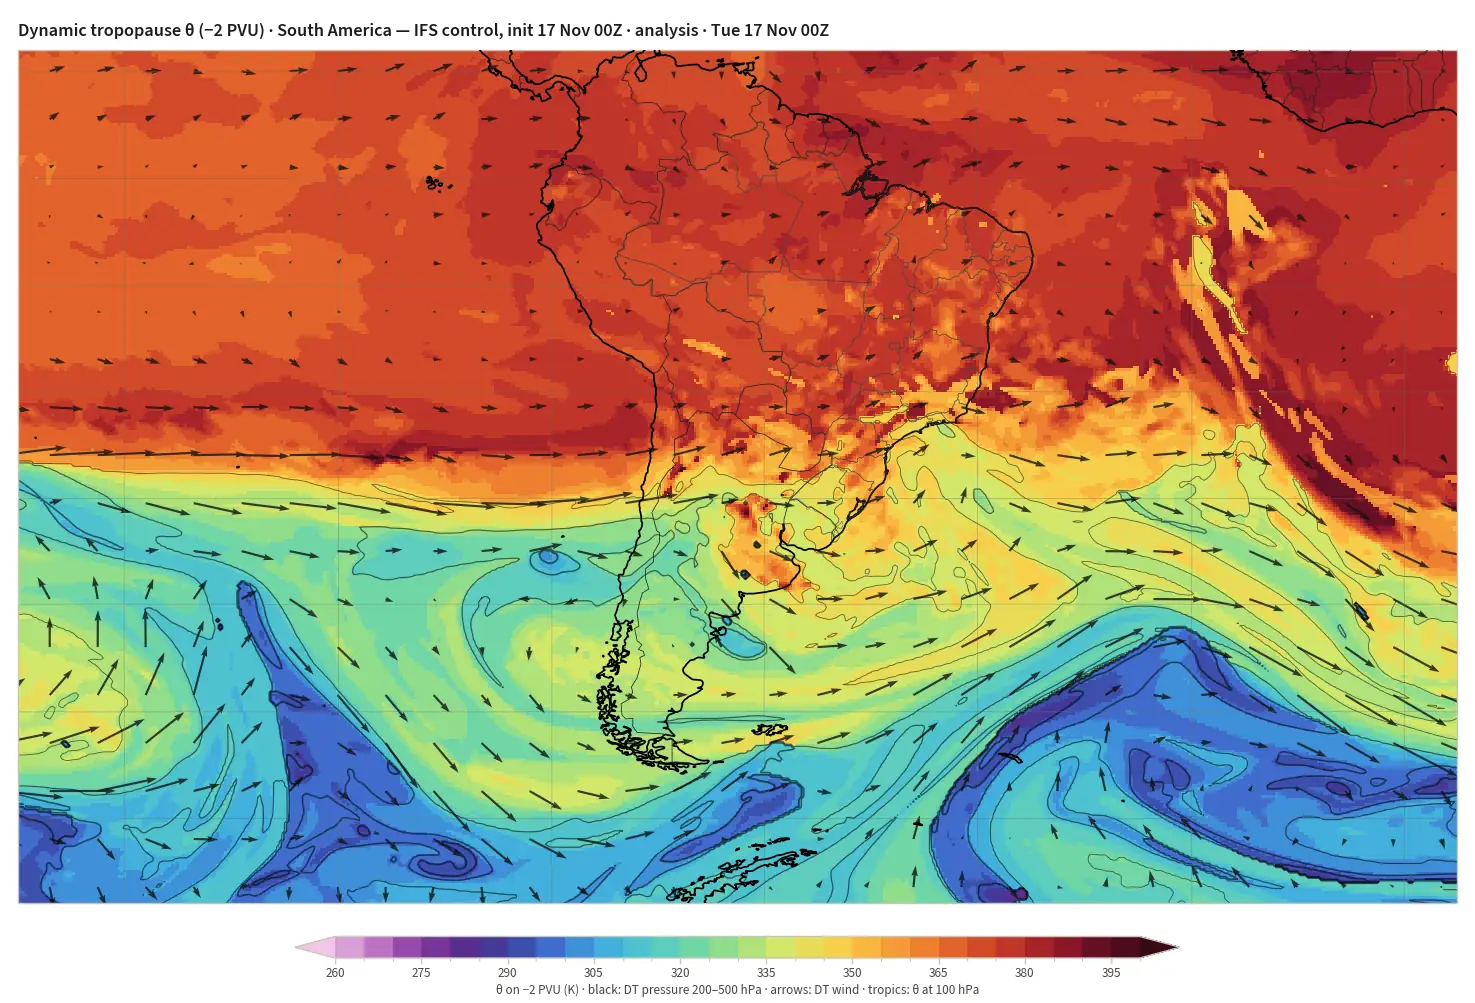 Dynamic tropopause θ (−2 PVU) · South America — IFS control, init 17 Nov 00Z · analysis · Tue 17 Nov 00Z
260 275 290 305 320 335 350 365 380 395
θ on −2 PVU (K) · black: DT pressure 200–500 hPa · arrows: DT wind · tropics: θ at 100 hPa